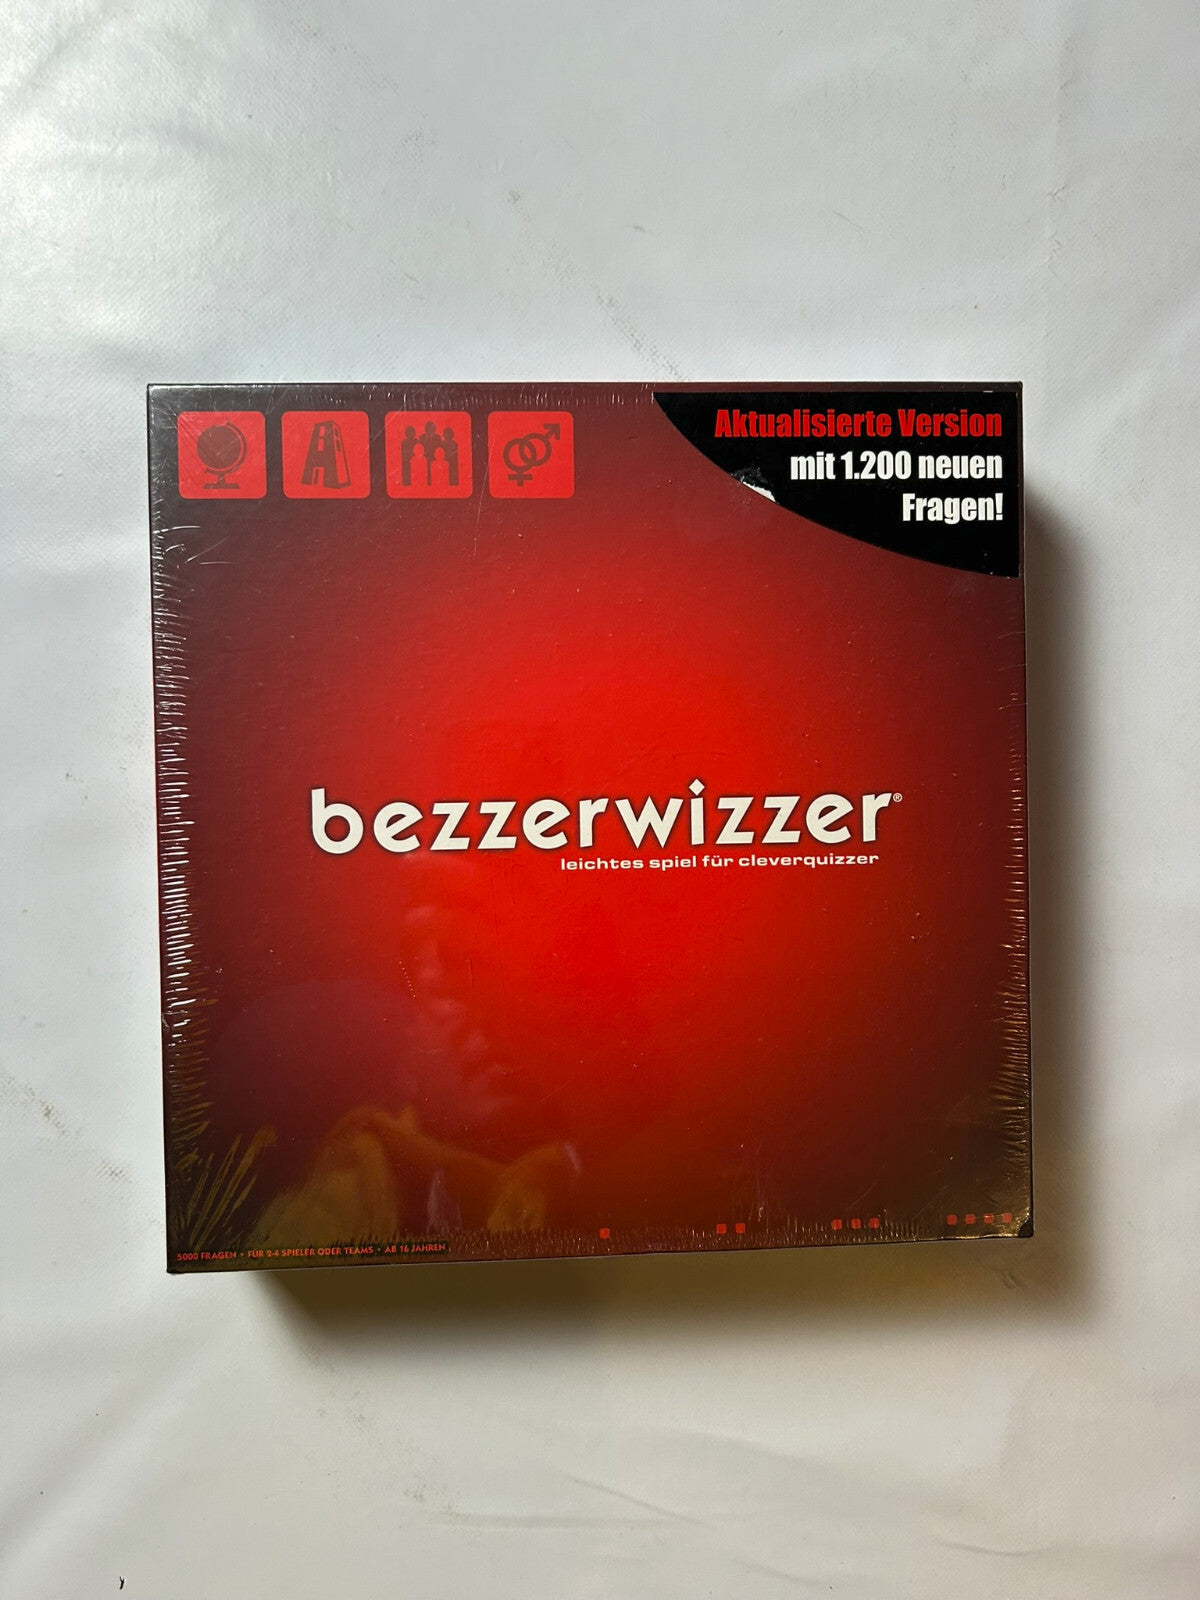 Aktualisierte Version
mit 1.200 neuen
Fragen!
bezzerwizzer®
leichtes spiel für cleverquizzer
5000 FRAGEN • FÜR 2-4 SPIELER ODER TEAMS • AB 16 JAHREN